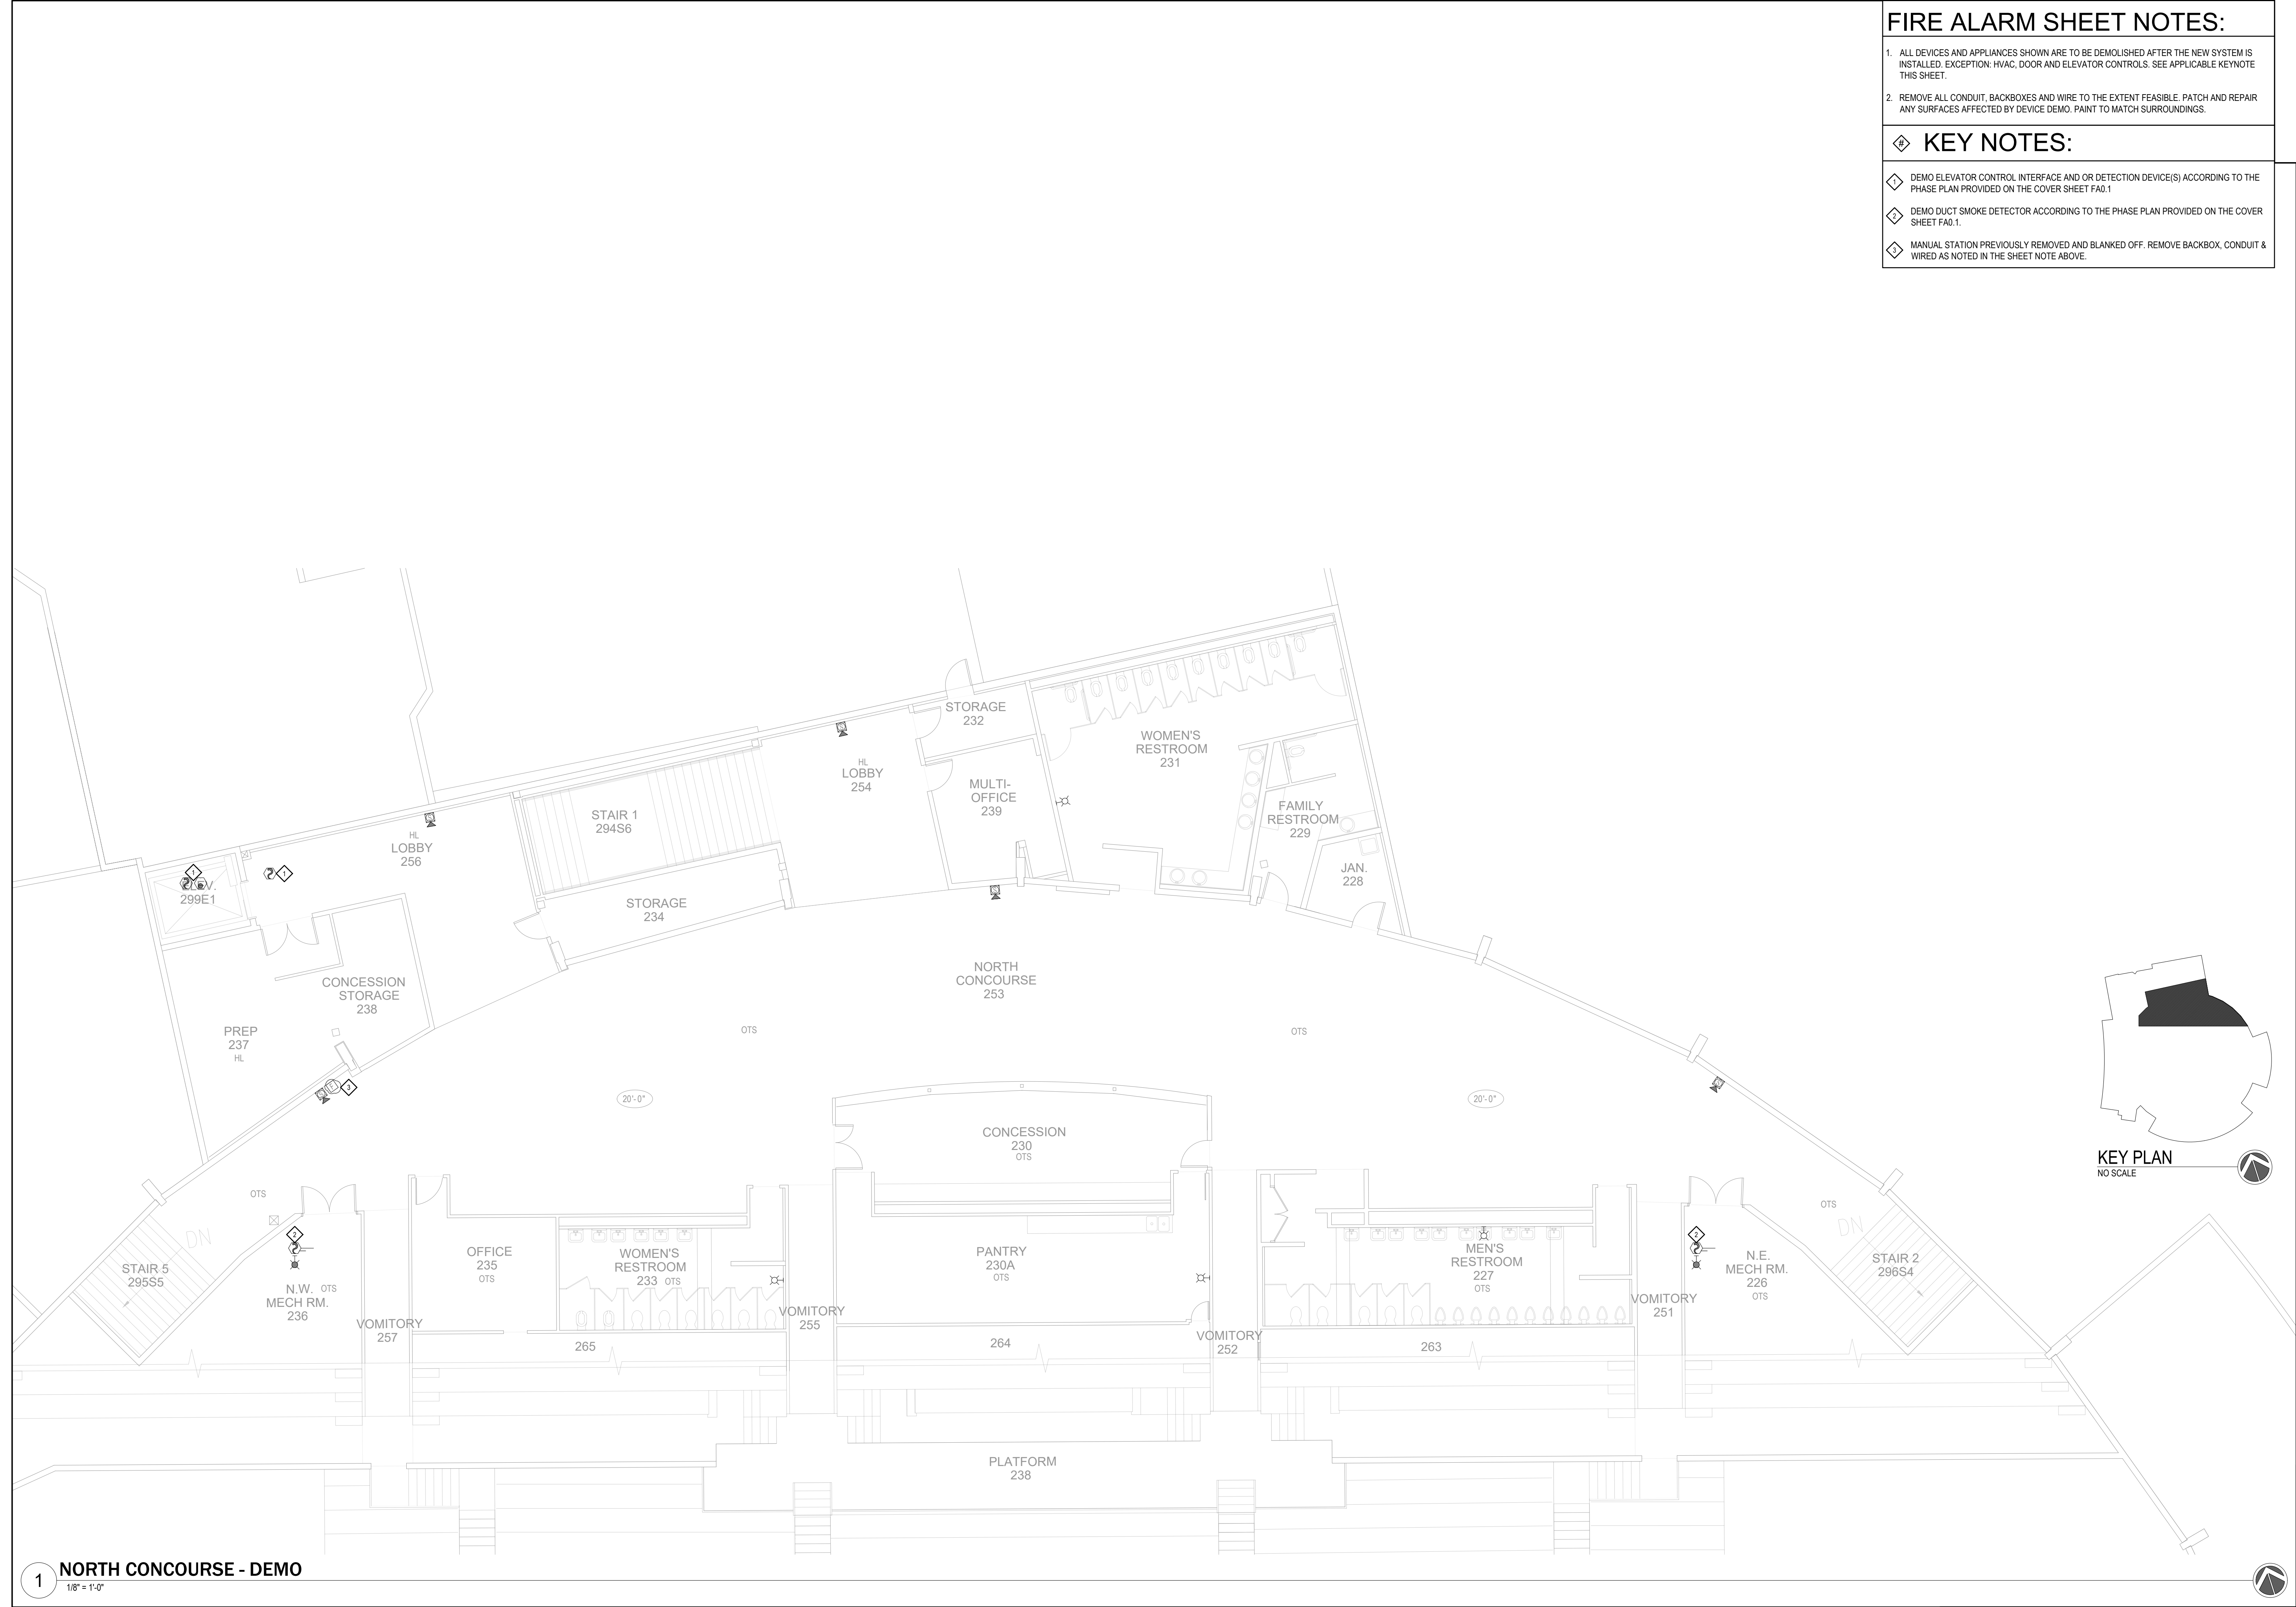 FIRE ALARM SHEET NOTES:
1. ALL DEVICES AND APPLIANCES SHOWN ARE TO BE DEMOLISHED AFTER THE NEW SYSTEM IS
INSTALLED. EXCEPTION: HVAC, DOOR AND ELEVATOR CONTROLS. SEE APPLICABLE KEYNOTE
THIS SHEET.
2. REMOVE ALL CONDUIT, BACKBOXES AND WIRE TO THE EXTENT FEASIBLE. PATCH AND REPAIR
ANY SURFACES AFFECTED BY DEVICE DEMO. PAINT TO MATCH SURROUNDINGS.
# KEY NOTES:
1 DEMO ELEVATOR CONTROL INTERFACE AND OR DETECTION DEVICE(S) ACCORDING TO THE
PHASE PLAN PROVIDED ON THE COVER SHEET FA0.1
2 DEMO DUCT SMOKE DETECTOR ACCORDING TO THE PHASE PLAN PROVIDED ON THE COVER
SHEET FA0.1.
3 MANUAL STATION PREVIOUSLY REMOVED AND BLANKED OFF. REMOVE BACKBOX, CONDUIT &
WIRED AS NOTED IN THE SHEET NOTE ABOVE.
STORAGE
232
WOMEN'S
RESTROOM
231
HL
LOBBY
254
MULTI-
OFFICE
239
STAIR 1
294S6
FAMILY
RESTROOM
229
HL
LOBBY
256
JAN.
228
1
1
299E1
STORAGE
234
CONCESSION
STORAGE
238
NORTH
CONCOURSE
253
PREP
237
HL
OTS
OTS
3
20'- 0"
20'- 0"
CONCESSION
230
OTS
KEY PLAN
NO SCALE
OTS
OTS
DN
DN
2
2
STAIR 5
295S5
N.W. OTS
MECH RM.
236
OFFICE
235
OTS
WOMEN'S
RESTROOM
233 OTS
PANTRY
230A
OTS
MEN'S
RESTROOM
227
OTS
N.E.
MECH RM.
226
OTS
STAIR 2
296S4
VOMITORY
257
VOMITORY
255
VOMITORY
252
VOMITORY
251
265
264
263
PLATFORM
238
1 NORTH CONCOURSE - DEMO
1/8" = 1'-0"